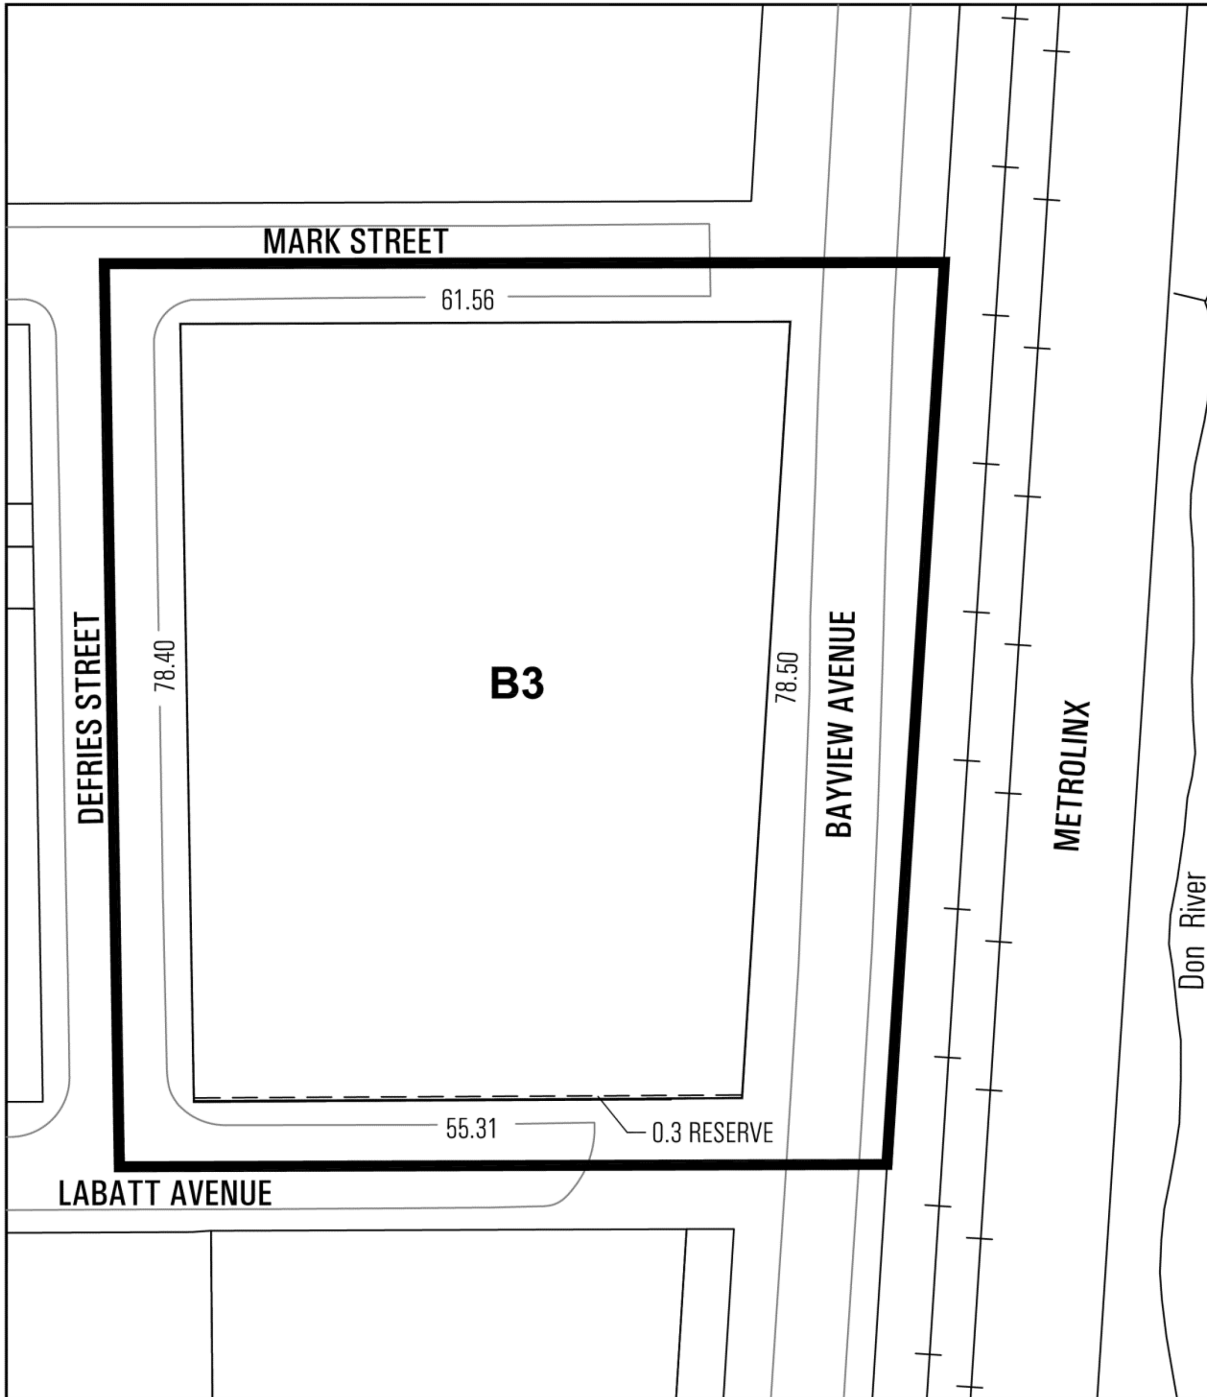 MARK STREET
61.56
DEFRIES STREET
78.40
B3
78.50
BAYVIEW AVENUE
METROLINX
Don River
55.31
0.3 RESERVE
LABATT AVENUE